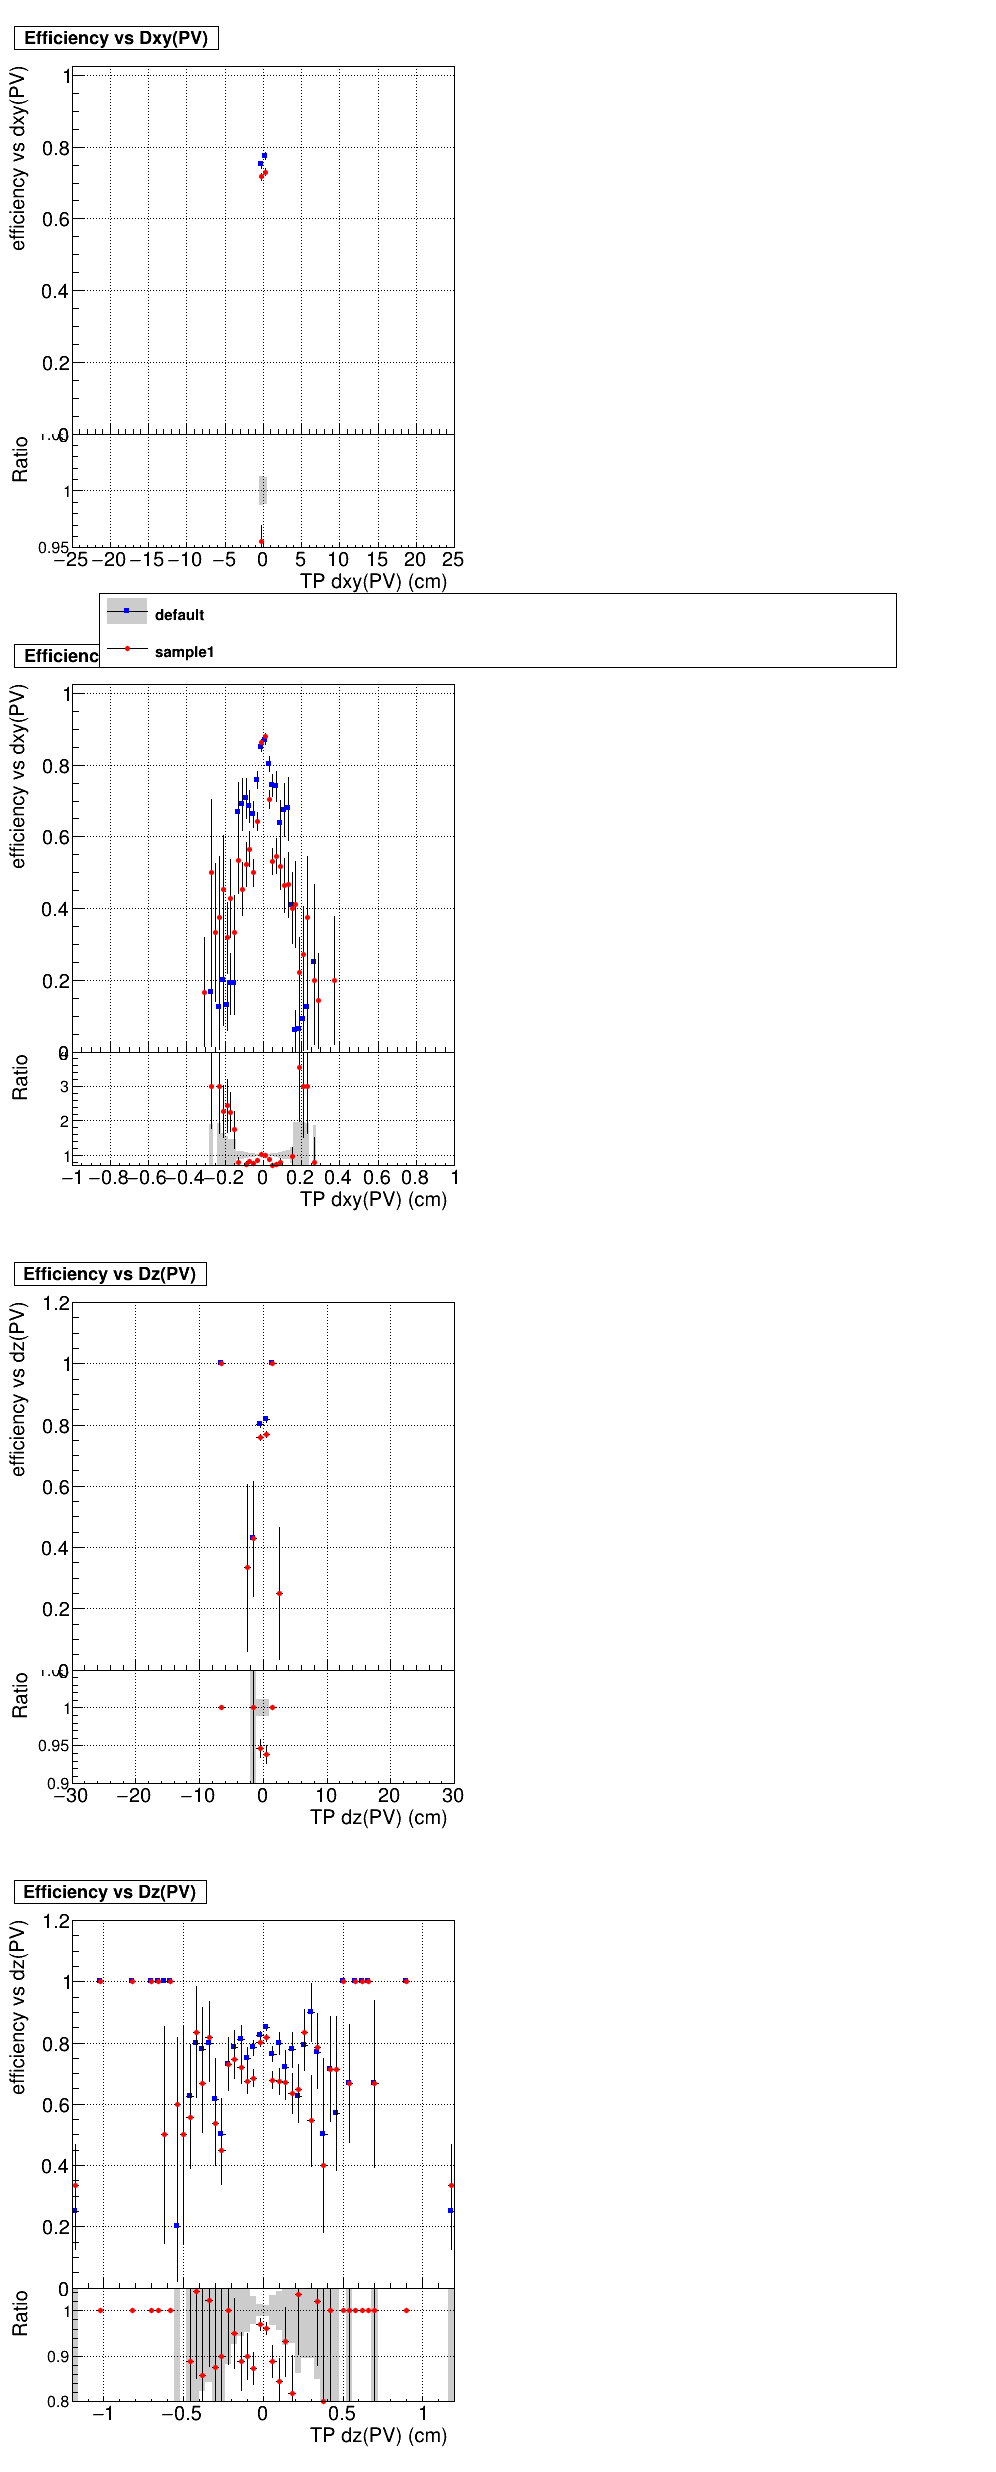 Efficiency vs Dxy(PV)
efficiency vs dxy(PV)
1
0.8
0.6
0.4
0.2
0
Ratio
1
0.95
−25 −20 −15 −10 −5 0 5 10 15 20 25
TP dxy(PV) (cm)
default
sample1
Efficienc
efficiency vs dxy(PV)
1
0.8
0.6
0.4
0.2
0
Ratio
3
2
1
−1 −0.8 −0.6 −0.4 −0.2 0 0.2 0.4 0.6 0.8 1
TP dxy(PV) (cm)
Efficiency vs Dz(PV)
efficiency vs dz(PV)
1.2
1
0.8
0.6
0.4
0.2
0
Ratio
1
0.95
0.9
−30 −20 −10 0 10 20 30
TP dz(PV) (cm)
Efficiency vs Dz(PV)
efficiency vs dz(PV)
1.2
1
0.8
0.6
0.4
0.2
0
Ratio
1
0.9
0.8
−1 −0.5 0 0.5 1
TP dz(PV) (cm)